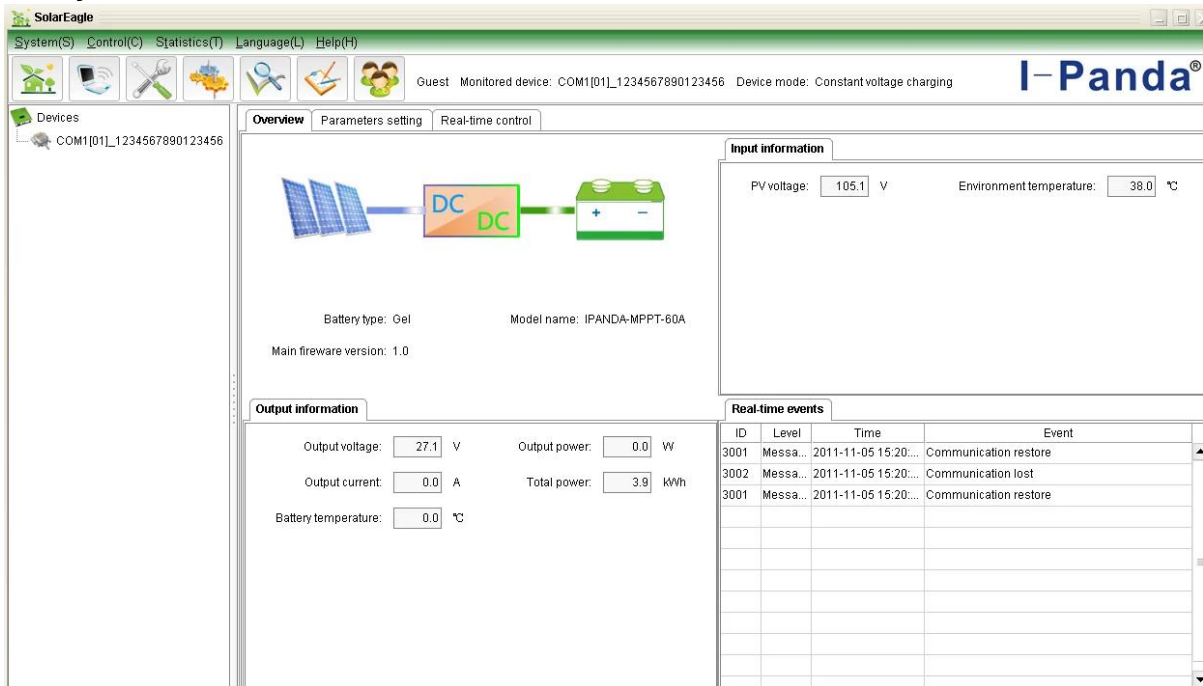 SolarEagle
System(S) Control(C) Statistics(T) Language(L) Help(H)
Guest Monitored device: COM1[01]_1234567890123456 Device mode: Constant voltage charging
I-Panda®
Devices
COM1[01]_1234567890123456
Overview Parameters setting Real-time control
DC
DC
+ −
Battery type: Gel Model name: IPANDA-MPPT-60A
Main fireware version: 1.0
Input information
PV voltage: 105.1 V Environment temperature: 38.0 ℃
Output information
Output voltage: 27.1 V Output power: 0.0 W
Output current: 0.0 A Total power: 3.9 kWh
Battery temperature: 0.0 ℃
Real-time events
ID Level Time Event
3001 Messa... 2011-11-05 15:20:... Communication restore
3002 Messa... 2011-11-05 15:20:... Communication lost
3001 Messa... 2011-11-05 15:20:... Communication restore